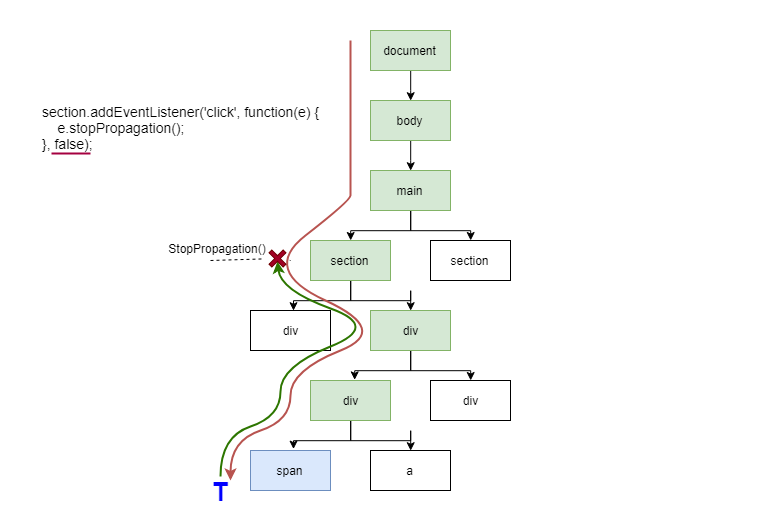 document
section.addEventListener('click', function(e) {
e.stopPropagation();
}, false);
body
main
StopPropagation()
section
section
div
div
div
div
span
a
T